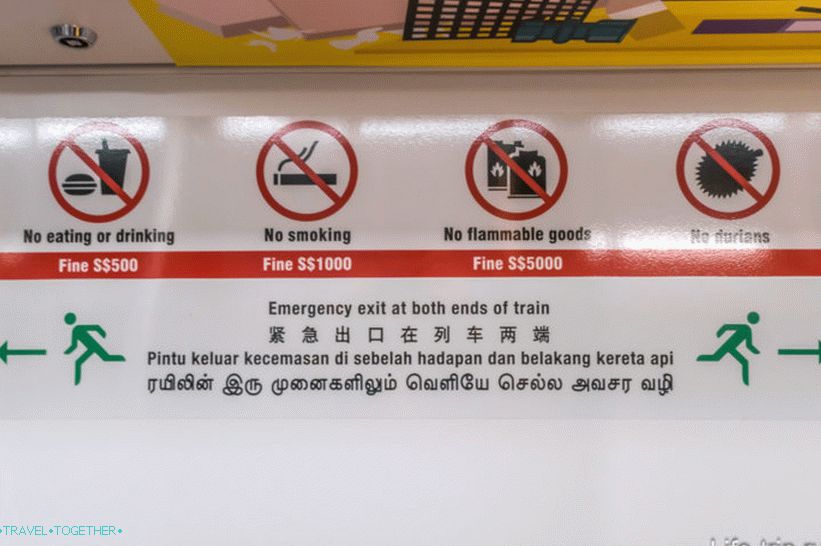 No eating or drinking
Fine S$500
No smoking
Fine S$1000
No flammable goods
Fine S$5000
No durians
Emergency exit at both ends of train
紧急出口在列车两端
Pintu keluar kecemasan di sebelah hadapan dan belakang kereta api
ரயிலின் இரு முனைகளிலும் வெளியே செல்ல அவசர வழி
•TRAVEL•TOGETHER•